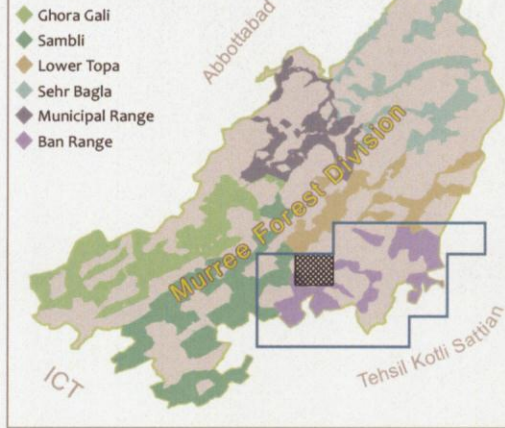 Ghora Gali
Sambli
Lower Topa
Sehr Bagla
Municipal Range
Ban Range
Abbottabad
Murree Forest Division
ICT
Tehsil Kotli Sattian